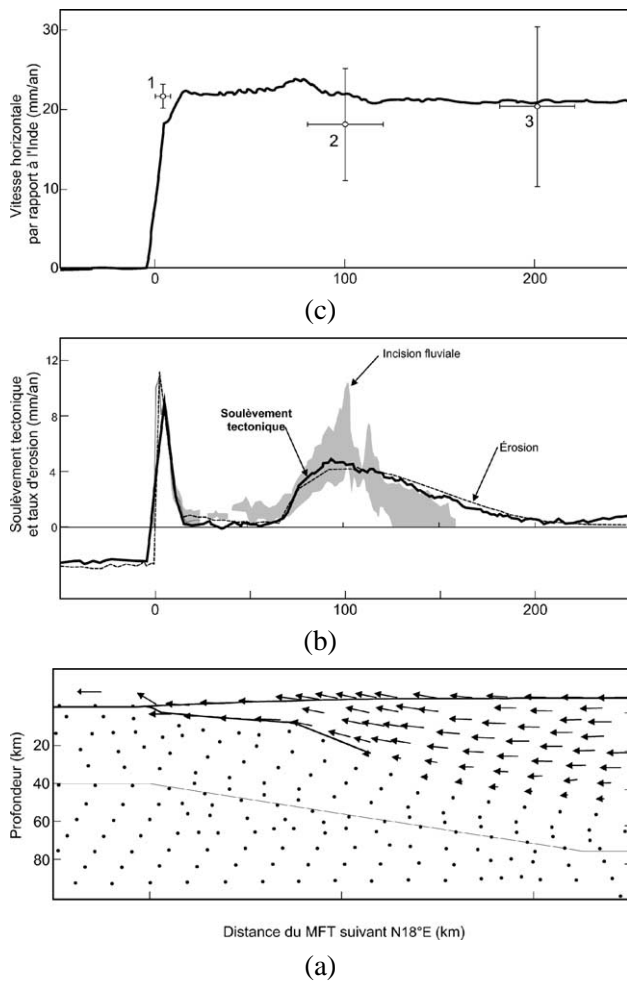 30
20
10
0
Vitesse horizontale
par rapport à l'Inde (mm/an)
1
2
3
0
100
200
(c)
12
8
4
0
Soulèvement tectonique
et taux d'erosion (mm/an)
Incision fluviale
Soulèvement
tectonique
Érosion
0
100
200
(b)
20
40
60
80
Profondeur (km)
Distance du MFT suivant N18°E (km)
(a)